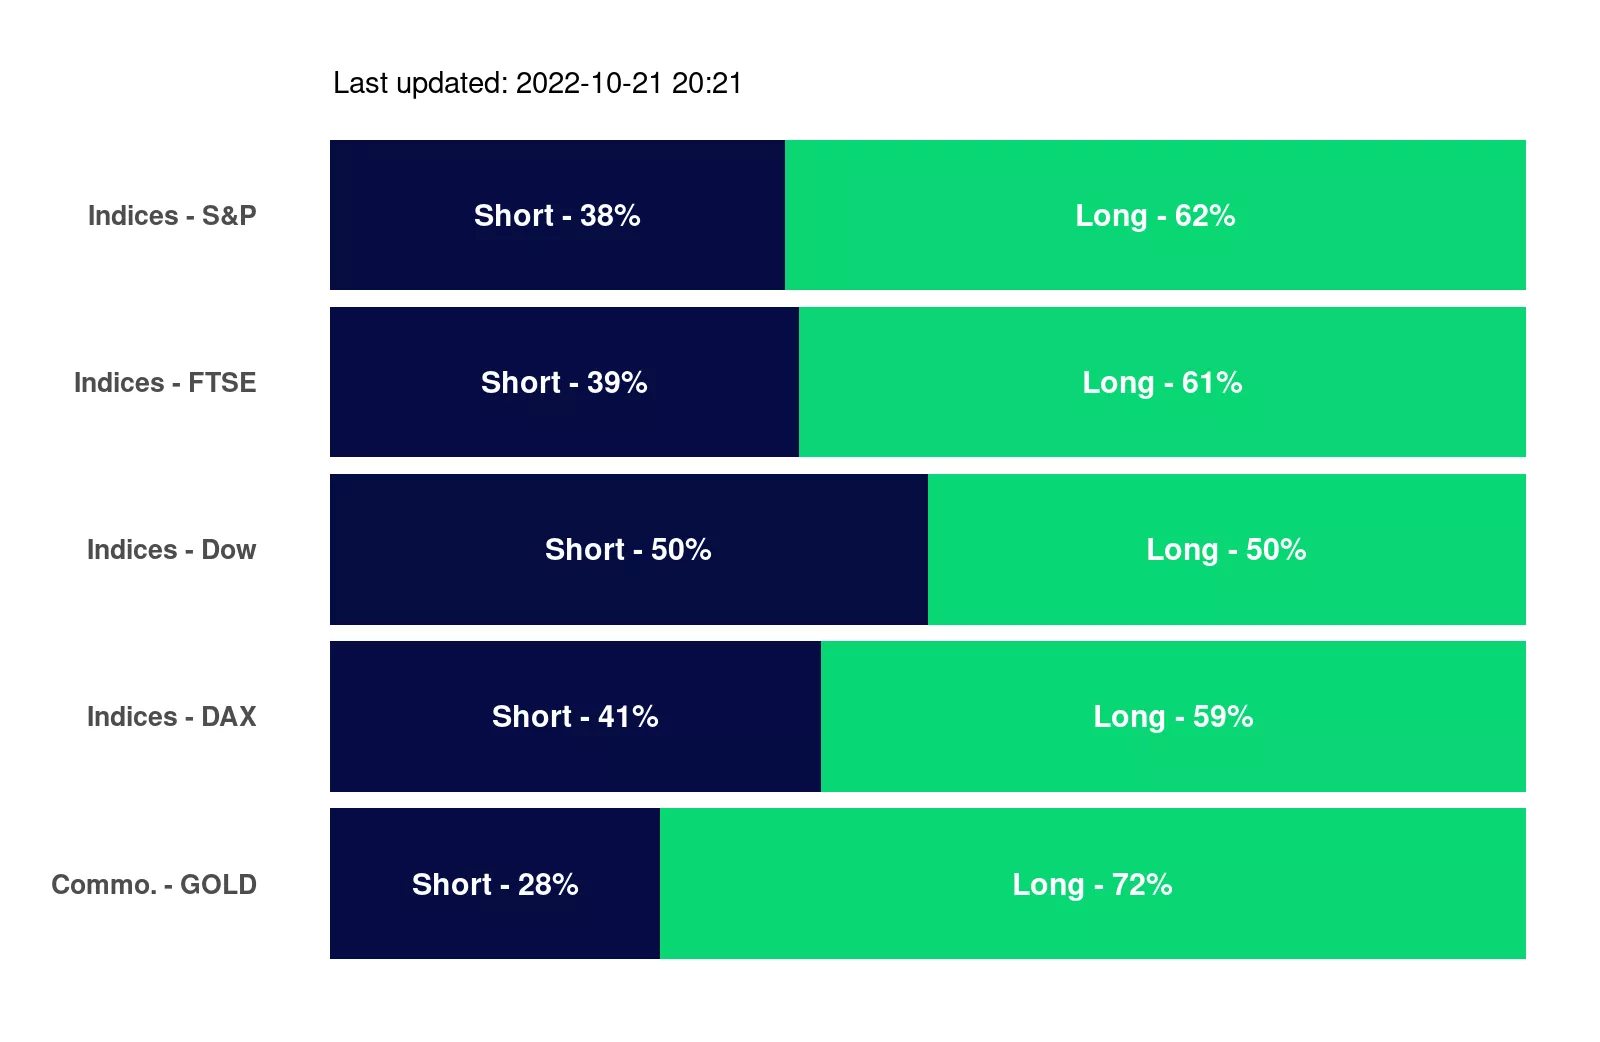 Last updated: 2022-10-21 20:21
Indices - S&P Short - 38% Long - 62%
Indices - FTSE Short - 39% Long - 61%
Indices - Dow Short - 50% Long - 50%
Indices - DAX Short - 41% Long - 59%
Commo. - GOLD Short - 28% Long - 72%